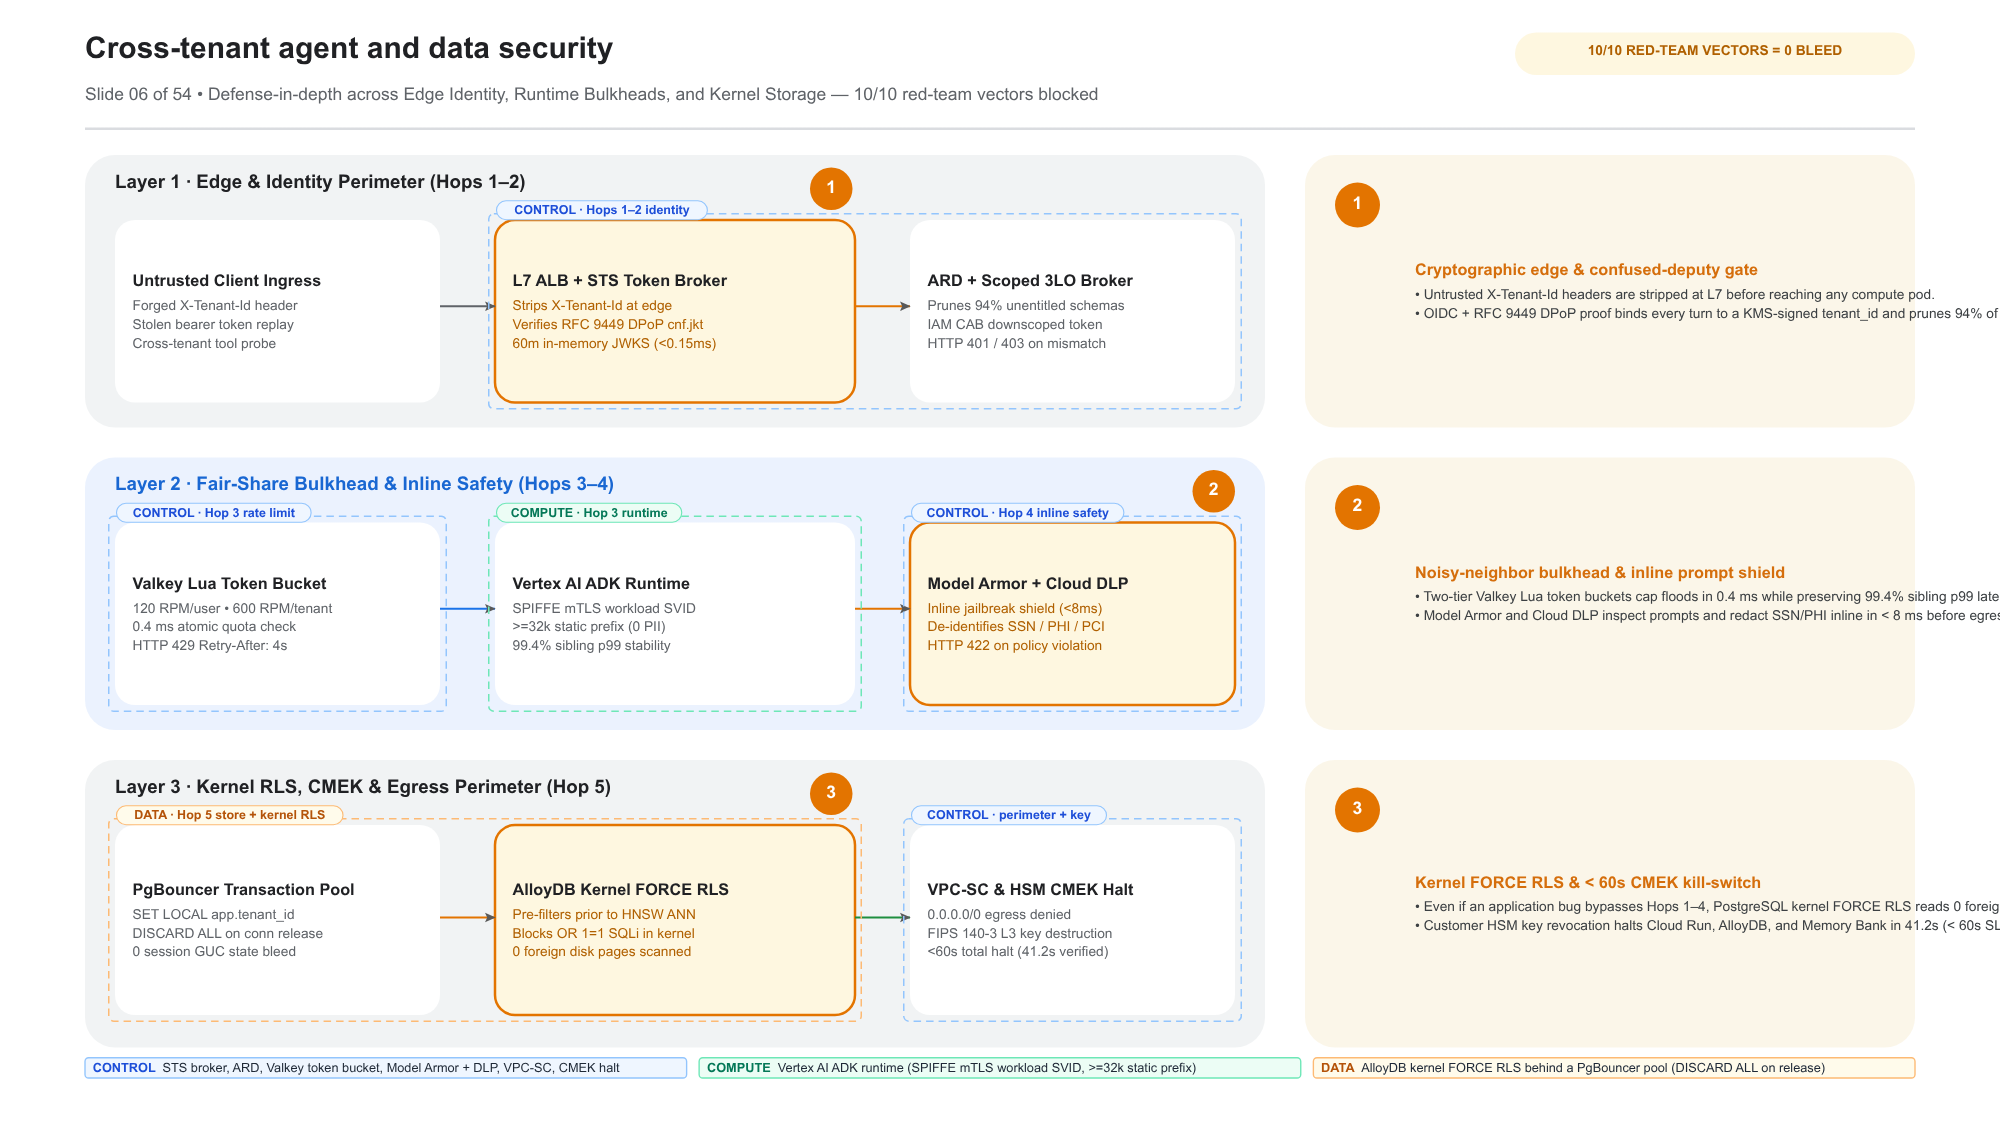 Cross-tenant agent and data security
10/10 RED-TEAM VECTORS = 0 BLEED
Slide 06 of 54 • Defense-in-depth across Edge Identity, Runtime Bulkheads, and Kernel Storage — 10/10 red-team vectors blocked
Layer 1 · Edge & Identity Perimeter (Hops 1–2)
1
CONTROL · Hops 1–2 identity
Untrusted Client Ingress
Forged X-Tenant-Id header
Stolen bearer token replay
Cross-tenant tool probe
L7 ALB + STS Token Broker
Strips X-Tenant-Id at edge
Verifies RFC 9449 DPoP cnf.jkt
60m in-memory JWKS (<0.15ms)
ARD + Scoped 3LO Broker
Prunes 94% unentitled schemas
IAM CAB downscoped token
HTTP 401 / 403 on mismatch
1
Cryptographic edge & confused-deputy gate
• Untrusted X-Tenant-Id headers are stripped at L7 before reaching any compute pod.
• OIDC + RFC 9449 DPoP proof binds every turn to a KMS-signed tenant_id and prunes 94% of
Layer 2 · Fair-Share Bulkhead & Inline Safety (Hops 3–4)
2
CONTROL · Hop 3 rate limit
COMPUTE · Hop 3 runtime
CONTROL · Hop 4 inline safety
Valkey Lua Token Bucket
120 RPM/user • 600 RPM/tenant
0.4 ms atomic quota check
HTTP 429 Retry-After: 4s
Vertex AI ADK Runtime
SPIFFE mTLS workload SVID
>=32k static prefix (0 PII)
99.4% sibling p99 stability
Model Armor + Cloud DLP
Inline jailbreak shield (<8ms)
De-identifies SSN / PHI / PCI
HTTP 422 on policy violation
2
Noisy-neighbor bulkhead & inline prompt shield
• Two-tier Valkey Lua token buckets cap floods in 0.4 ms while preserving 99.4% sibling p99 late
• Model Armor and Cloud DLP inspect prompts and redact SSN/PHI inline in < 8 ms before egres
Layer 3 · Kernel RLS, CMEK & Egress Perimeter (Hop 5)
3
DATA · Hop 5 store + kernel RLS
CONTROL · perimeter + key
PgBouncer Transaction Pool
SET LOCAL app.tenant_id
DISCARD ALL on conn release
0 session GUC state bleed
AlloyDB Kernel FORCE RLS
Pre-filters prior to HNSW ANN
Blocks OR 1=1 SQLi in kernel
0 foreign disk pages scanned
VPC-SC & HSM CMEK Halt
0.0.0.0/0 egress denied
FIPS 140-3 L3 key destruction
<60s total halt (41.2s verified)
3
Kernel FORCE RLS & < 60s CMEK kill-switch
• Even if an application bug bypasses Hops 1–4, PostgreSQL kernel FORCE RLS reads 0 foreig
• Customer HSM key revocation halts Cloud Run, AlloyDB, and Memory Bank in 41.2s (< 60s SL
CONTROL STS broker, ARD, Valkey token bucket, Model Armor + DLP, VPC-SC, CMEK halt
COMPUTE Vertex AI ADK runtime (SPIFFE mTLS workload SVID, >=32k static prefix)
DATA AlloyDB kernel FORCE RLS behind a PgBouncer pool (DISCARD ALL on release)